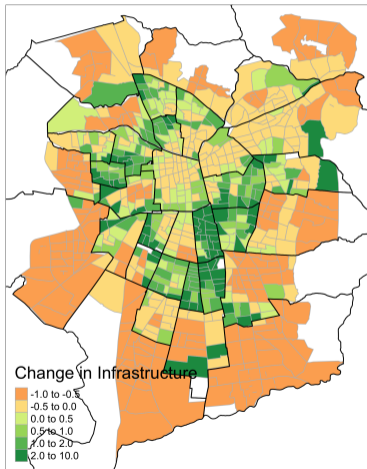 Change in Infrastructure
-1.0 to -0.5
-0.5 to 0.0
0.0 to 0.5
0.5 to 1.0
1.0 to 2.0
2.0 to 10.0